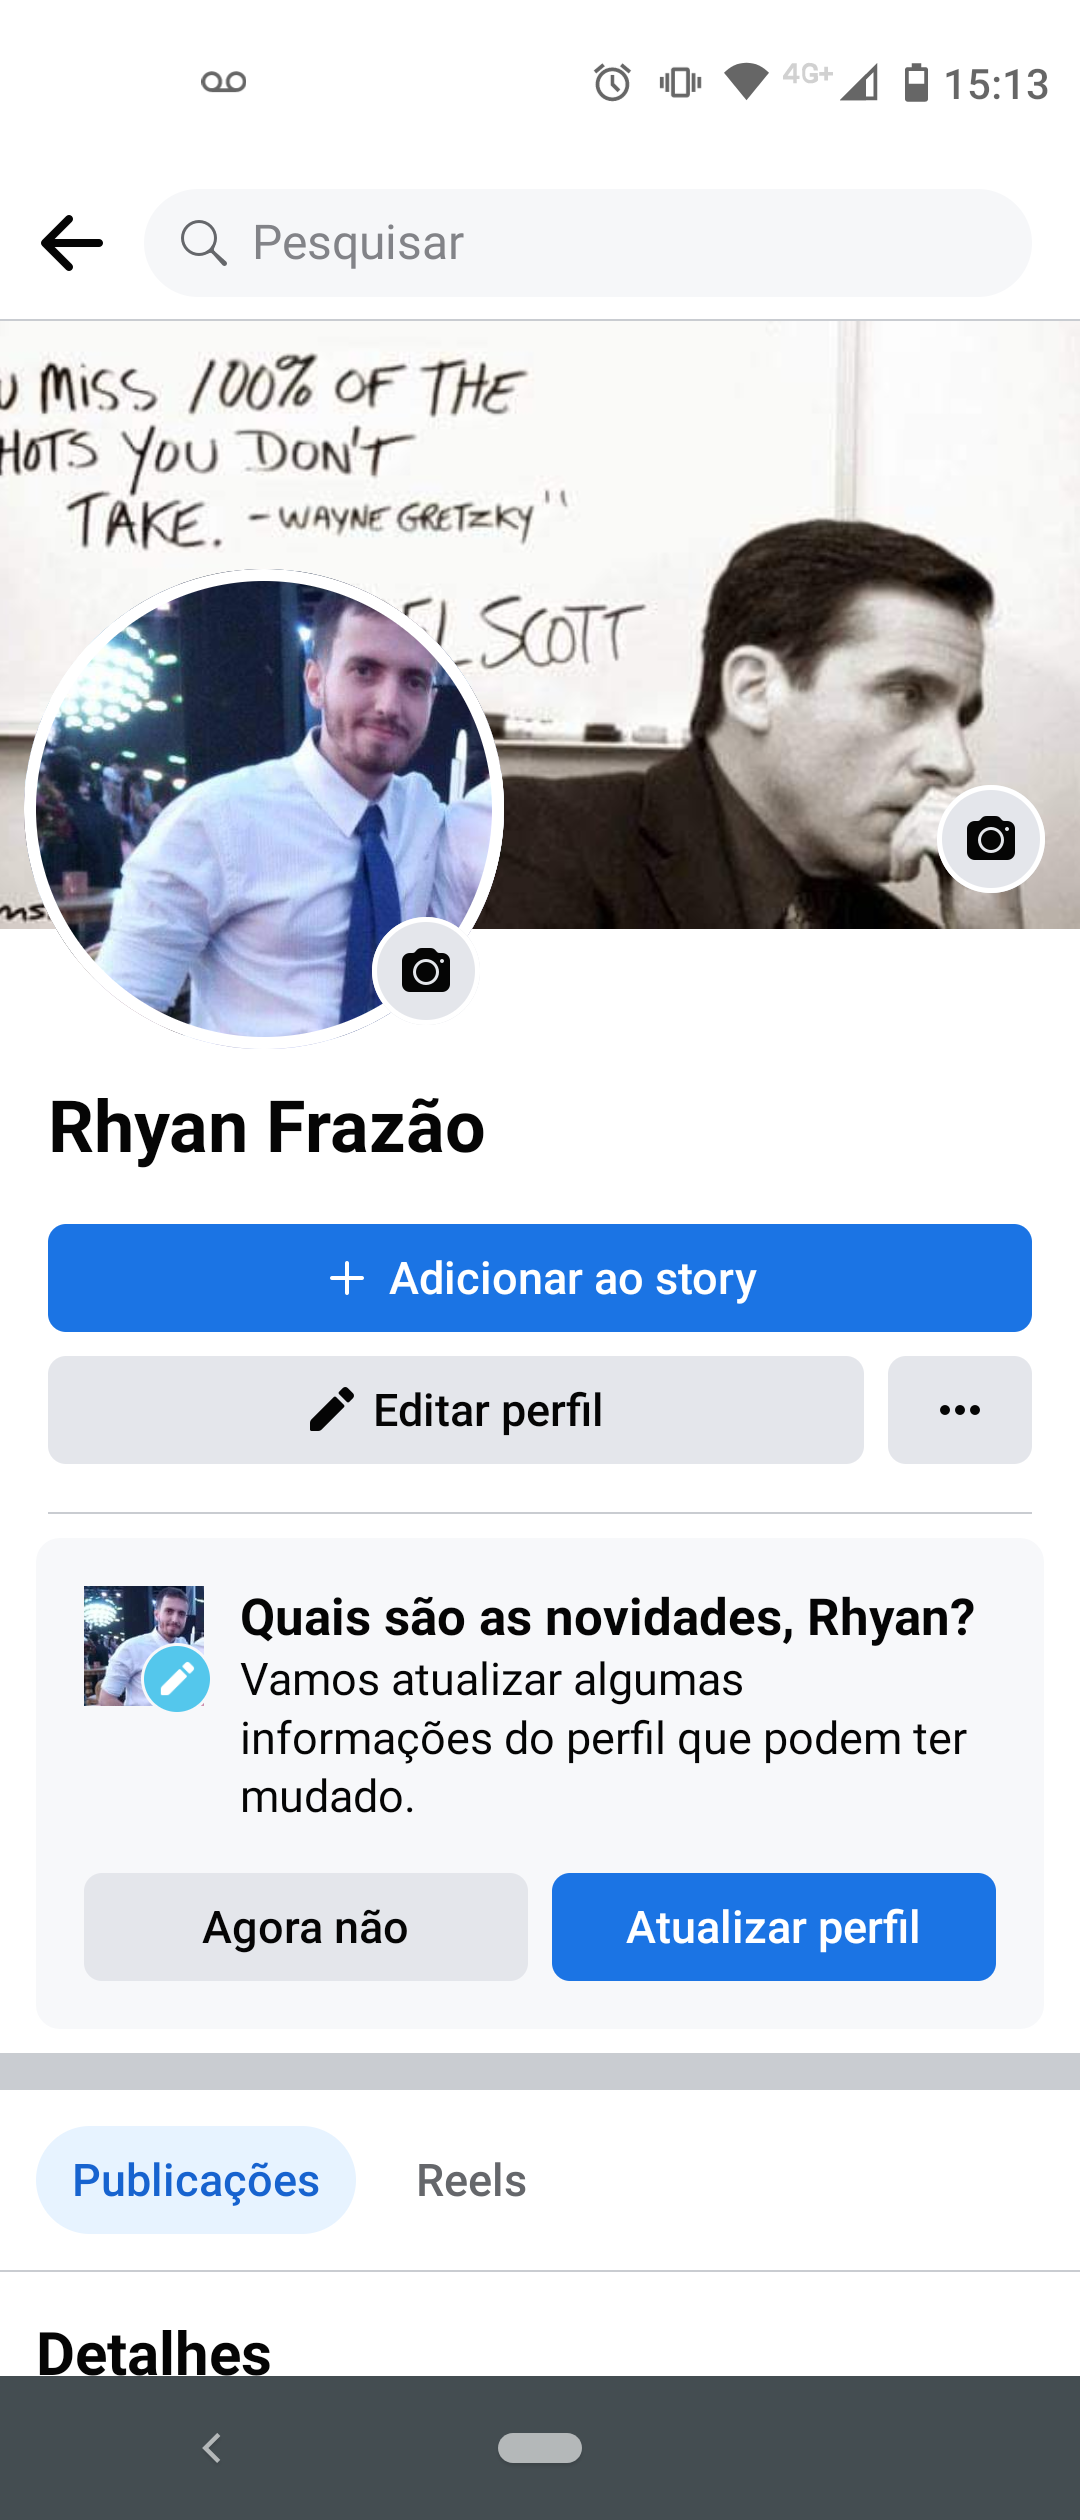 4G+ 15:13
Pesquisar
MISS 100% OF THE
HOTS YOU DON'T
TAKE. -WAYNE GRETZKY"
EL SCOTT
ms.
Rhyan Frazão
+ Adicionar ao story
Editar perfil
Quais são as novidades, Rhyan?
Vamos atualizar algumas
informações do perfil que podem ter
mudado.
Agora não
Atualizar perfil
Publicações
Reels
Detalhes